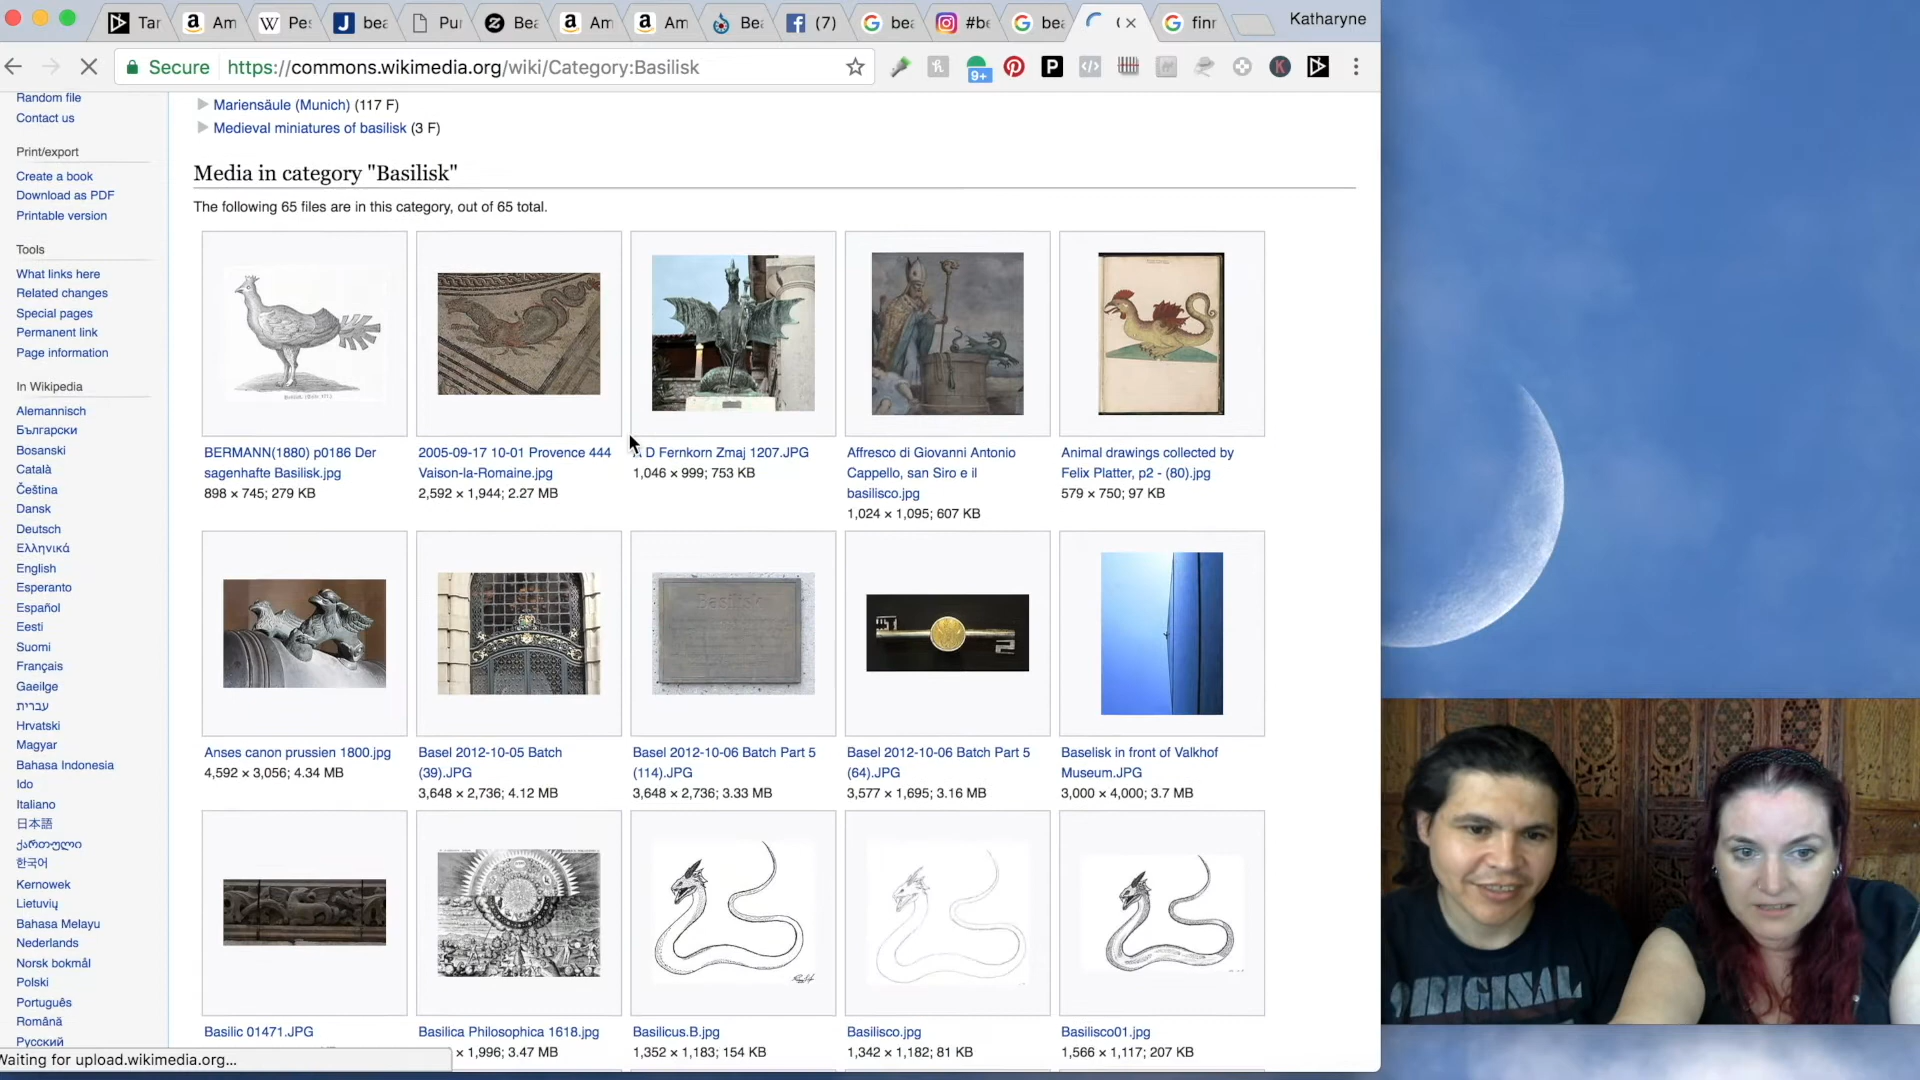 Tar
Am
Pes
bea
Pur
Bea
Am
Am
Bea
(7)
bea
#be
bea
finr
Katharyne
Secure
https://commons.wikimedia.org/wiki/Category:Basilisk
9+
Random file
Contact us
Print/export
Create a book
Download as PDF
Printable version
Tools
What links here
Related changes
Special pages
Permanent link
Page information
In Wikipedia
Alemannisch
Български
Bosanski
Català
Čeština
Dansk
Deutsch
Ελληνικά
English
Esperanto
Español
Eesti
Suomi
Français
Gaeilge
עברית
Hrvatski
Magyar
Bahasa Indonesia
Ido
Italiano
日本語
ქართული
한국어
Kernowek
Lietuvių
Bahasa Melayu
Nederlands
Norsk bokmål
Polski
Português
Română
Русский
Waiting for upload.wikimedia.org...
Mariensäule (Munich) (117 F)
Medieval miniatures of basilisk (3 F)
Media in category "Basilisk"
The following 65 files are in this category, out of 65 total.
BERMANN(1880) p0186 Der
sagenhafte Basilisk.jpg
898 × 745; 279 KB
2005-09-17 10-01 Provence 444
Vaison-la-Romaine.jpg
2,592 × 1,944; 2.27 MB
D Fernkorn Zmaj 1207.JPG
1,046 × 999; 753 KB
Affresco di Giovanni Antonio
Cappello, san Siro e il
basilisco.jpg
1,024 × 1,095; 607 KB
Animal drawings collected by
Felix Platter, p2 - (80).jpg
579 × 750; 97 KB
Basilisk
Anses canon prussien 1800.jpg
4,592 × 3,056; 4.34 MB
Basel 2012-10-05 Batch
(39).JPG
3,648 × 2,736; 4.12 MB
Basel 2012-10-06 Batch Part 5
(114).JPG
3,648 × 2,736; 3.33 MB
Basel 2012-10-06 Batch Part 5
(64).JPG
3,577 × 1,695; 3.16 MB
Baselisk in front of Valkhof
Museum.JPG
3,000 × 4,000; 3.7 MB
Basilic 01471.JPG
Basilica Philosophica 1618.jpg
× 1,996; 3.47 MB
Basilicus.B.jpg
1,352 × 1,183; 154 KB
Basilisco.jpg
1,342 × 1,182; 81 KB
Basilisco01.jpg
1,566 × 1,117; 207 KB
ORIGINAL